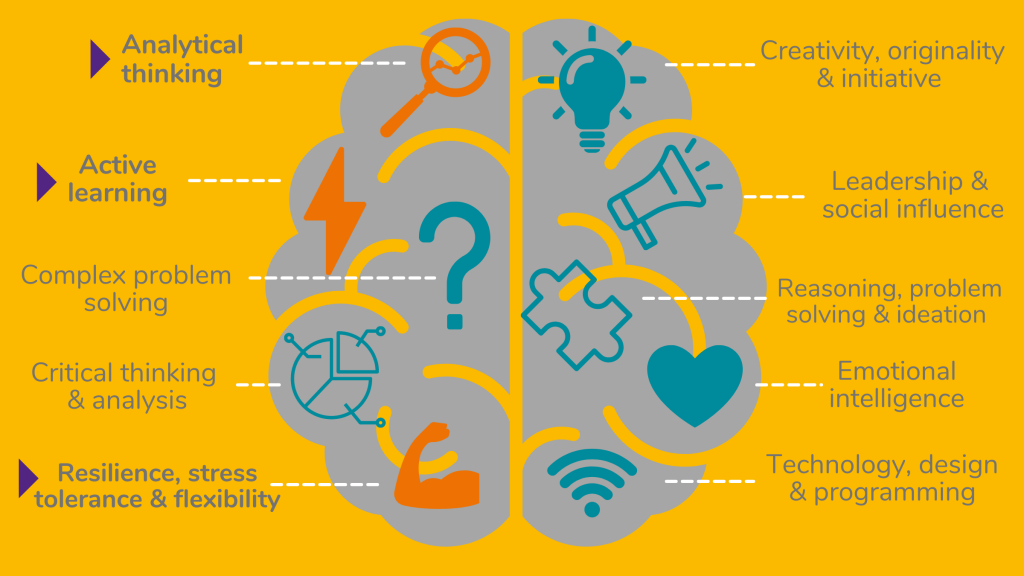 Analytical
thinking
Active
learning
Complex problem
solving
Critical thinking
& analysis
Resilience, stress
tolerance & flexibility
Creativity, originality
& initiative
Leadership &
social influence
Reasoning, problem
solving & ideation
Emotional
intelligence
Technology, design
& programming